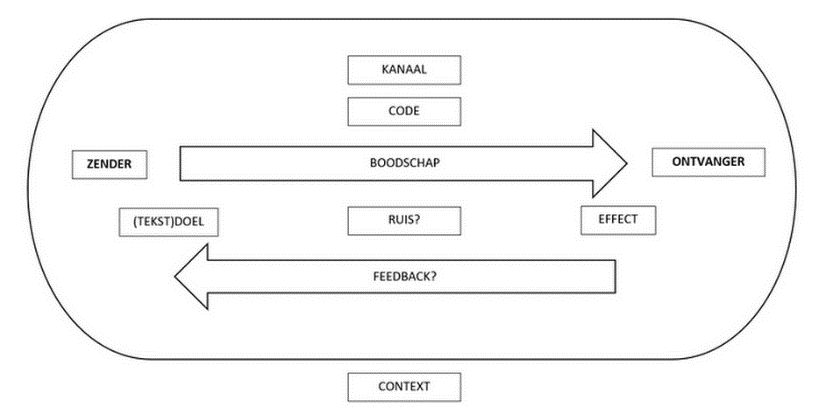 KANAAL
CODE
ZENDER
BOODSCHAP
ONTVANGER
(TEKST)DOEL
RUIS?
EFFECT
FEEDBACK?
CONTEXT